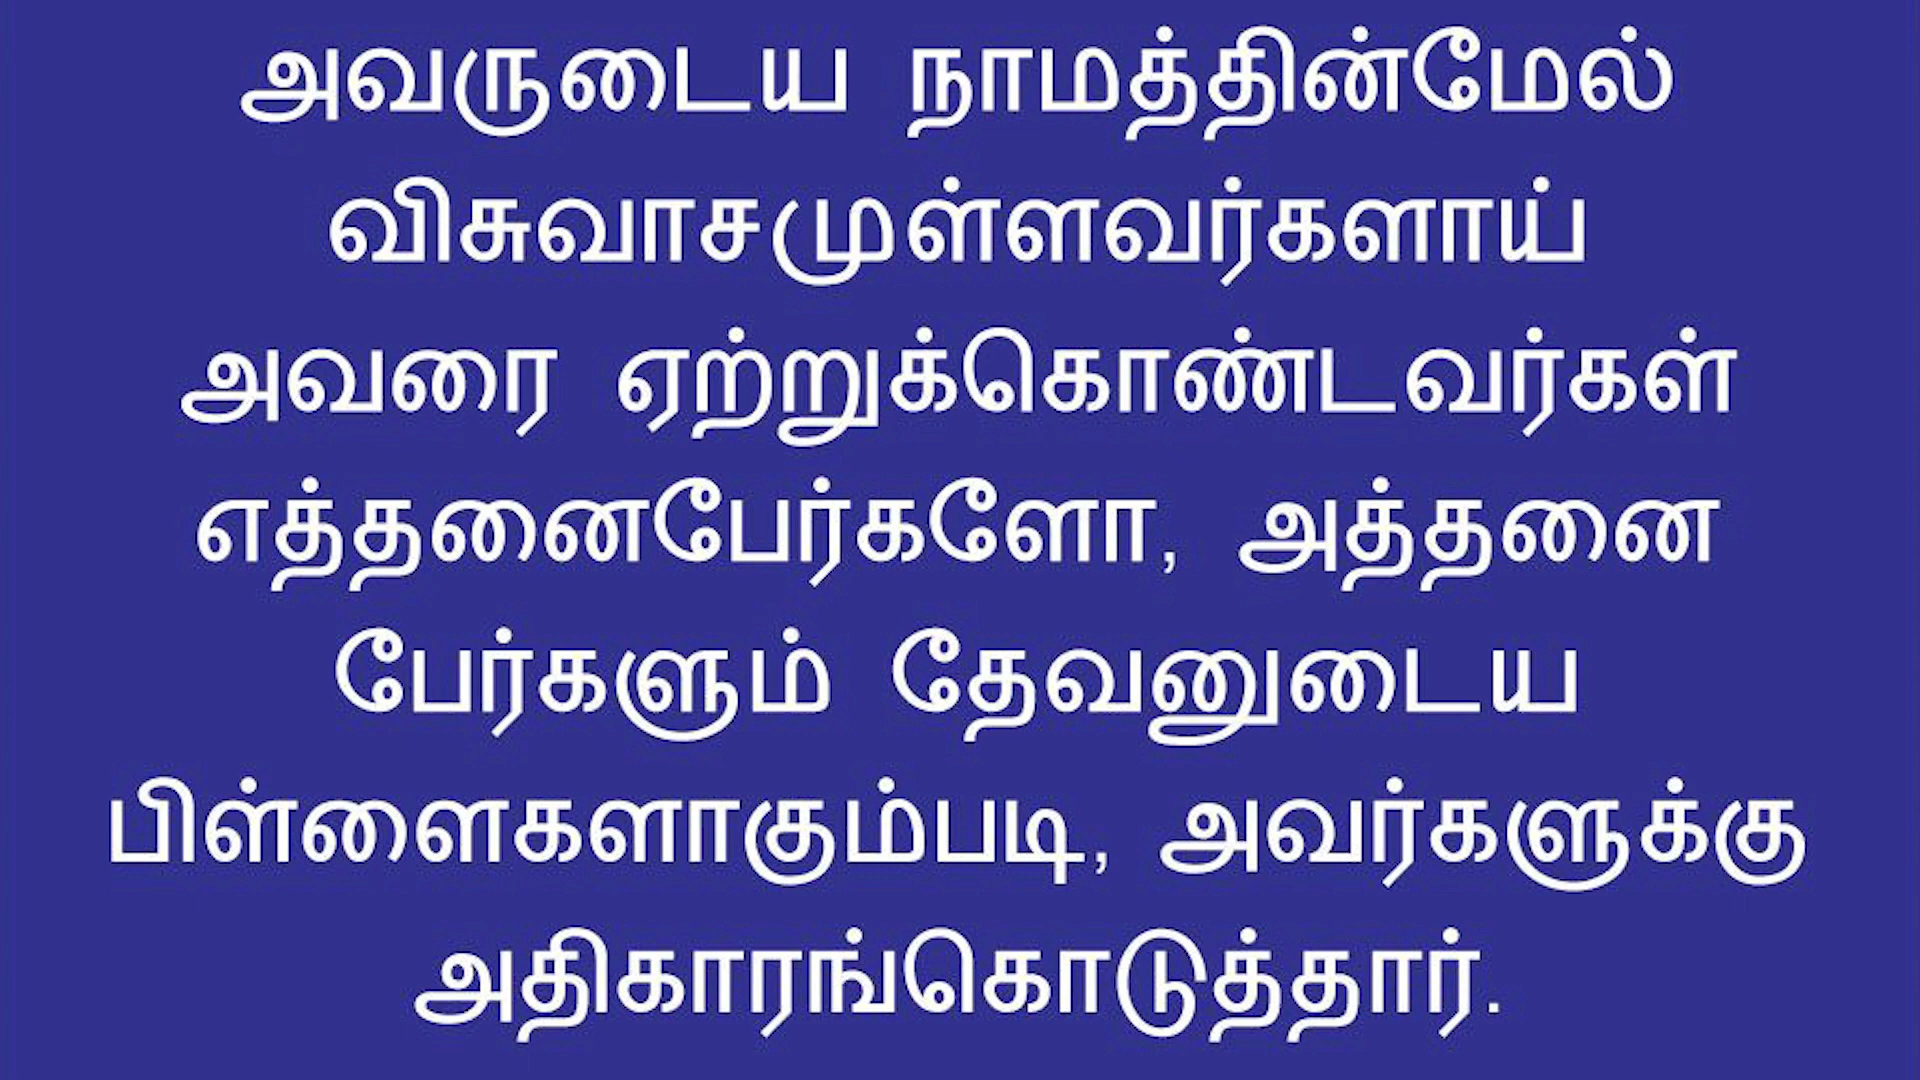 அவருடைய நாமத்தின்மேல்
விசுவாசமுள்ளவர்களாய்
அவரை ஏற்றுக்கொண்டவர்கள்
எத்தனைபேர்களோ, அத்தனை
பேர்களும் தேவனுடைய
பிள்ளைகளாகும்படி, அவர்களுக்கு
அதிகாரங்கொடுத்தார்.